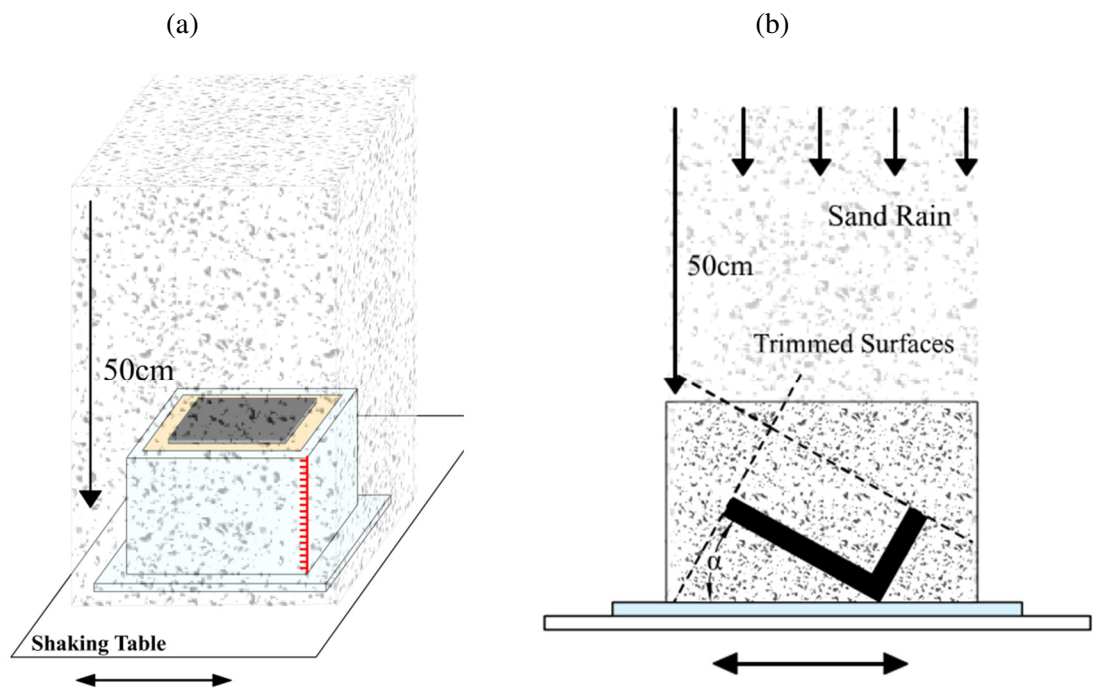 (a)
(b)
50cm
Shaking Table
Sand Rain
50cm
Trimmed Surfaces
α